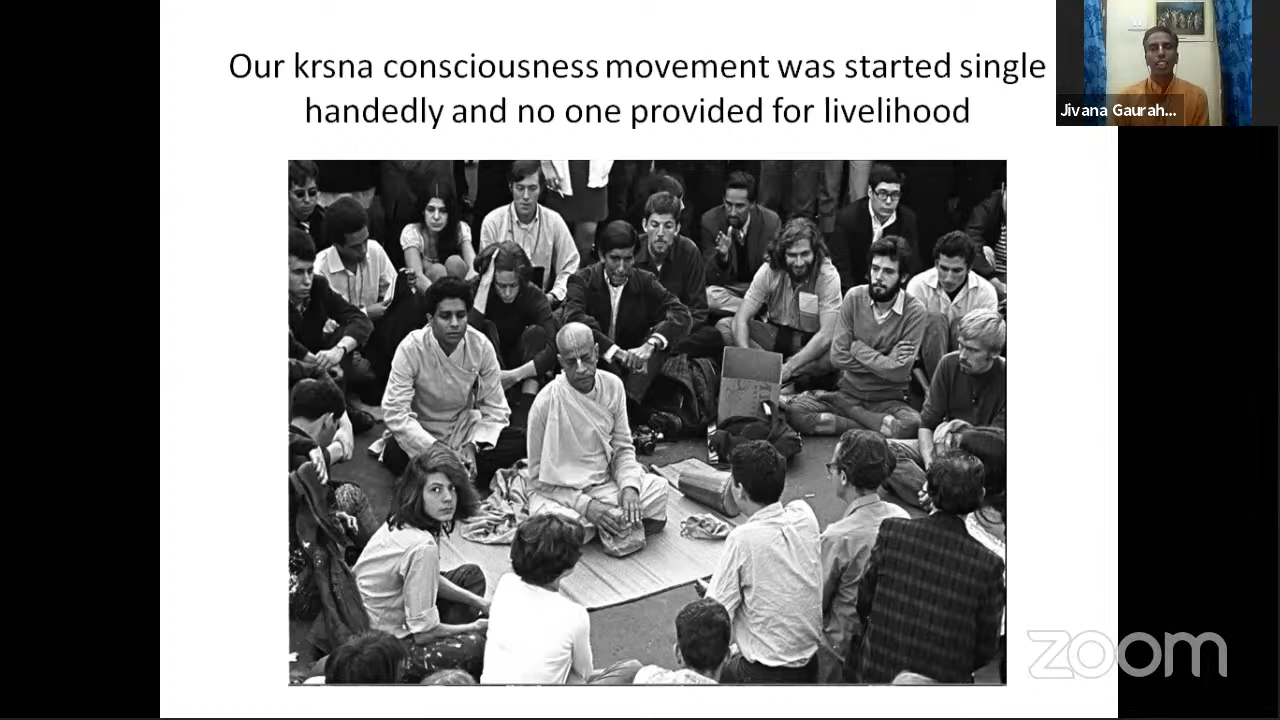 Our krsna consciousness movement was started single
handedly and no one provided for livelihood
Jivana Gaurah...
zoom